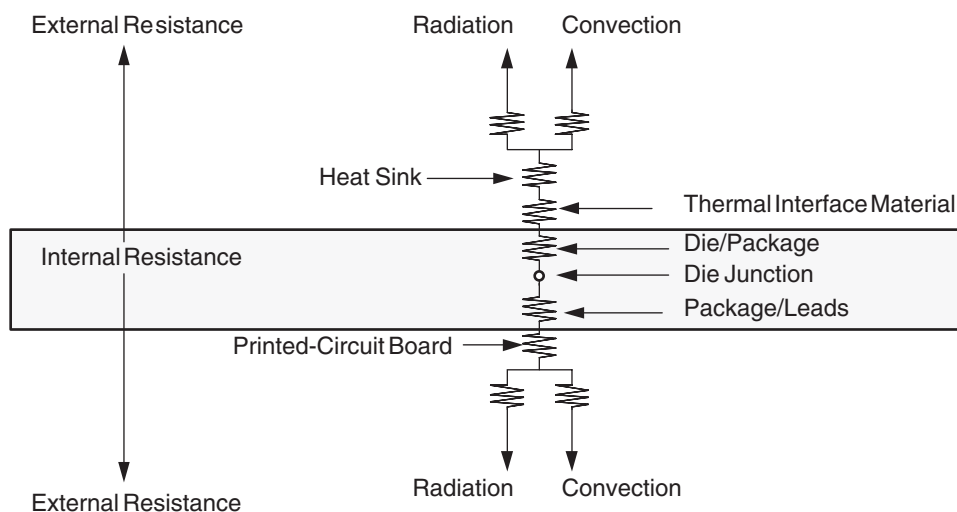 External Resistance
Radiation
Convection
Heat Sink
Thermal Interface Material
Die/Package
Internal Resistance
Die Junction
Package/Leads
Printed-Circuit Board
Radiation
Convection
External Resistance